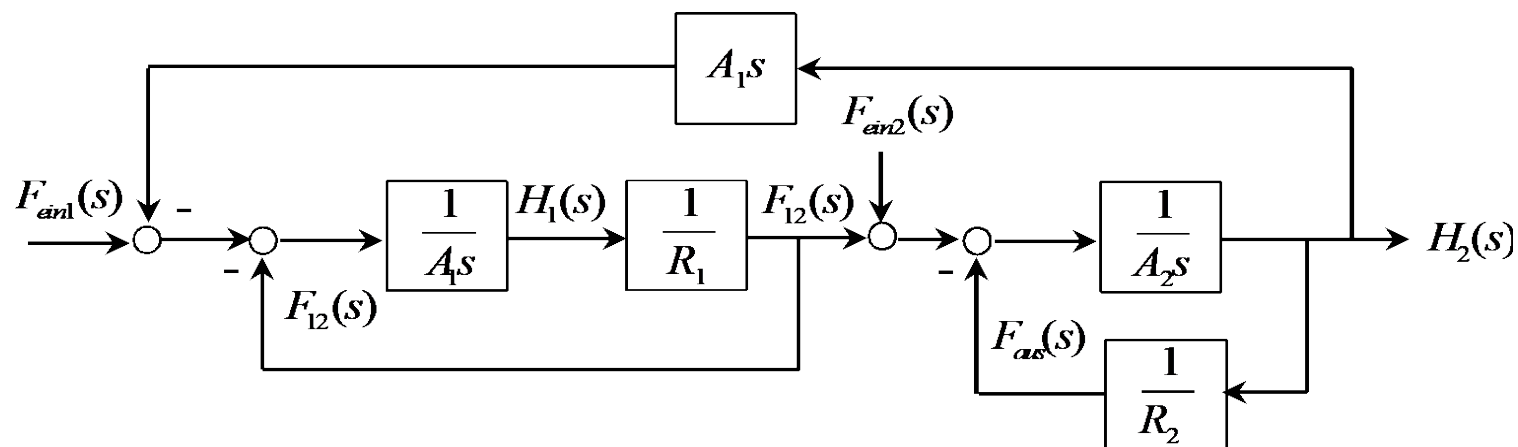 A₁s
F_ein2(s)
F_ein1(s)
-
-
1/(A₁s)
H₁(s)
1/R₁
F₁₂(s)
-
1/(A₂s)
H₂(s)
F₁₂(s)
F_aus(s)
1/R₂